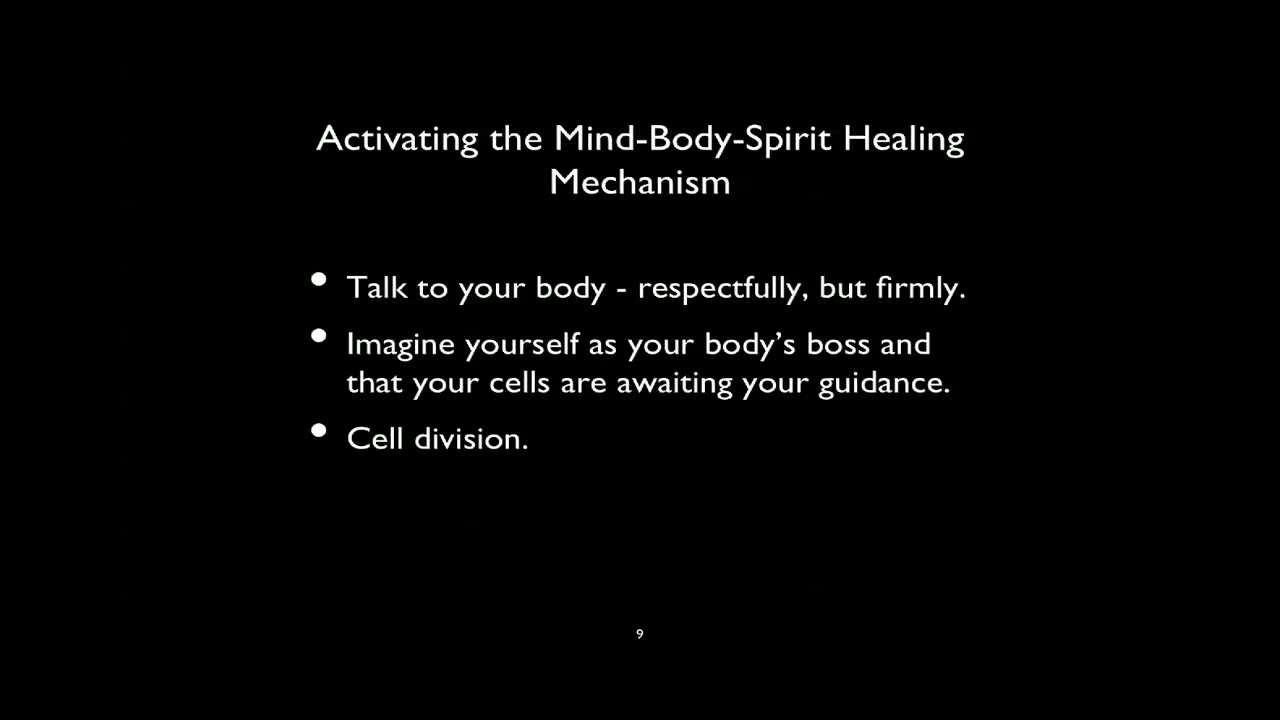 Activating the Mind-Body-Spirit Healing
Mechanism
• Talk to your body - respectfully, but firmly.
• Imagine yourself as your body’s boss and
that your cells are awaiting your guidance.
• Cell division.
9